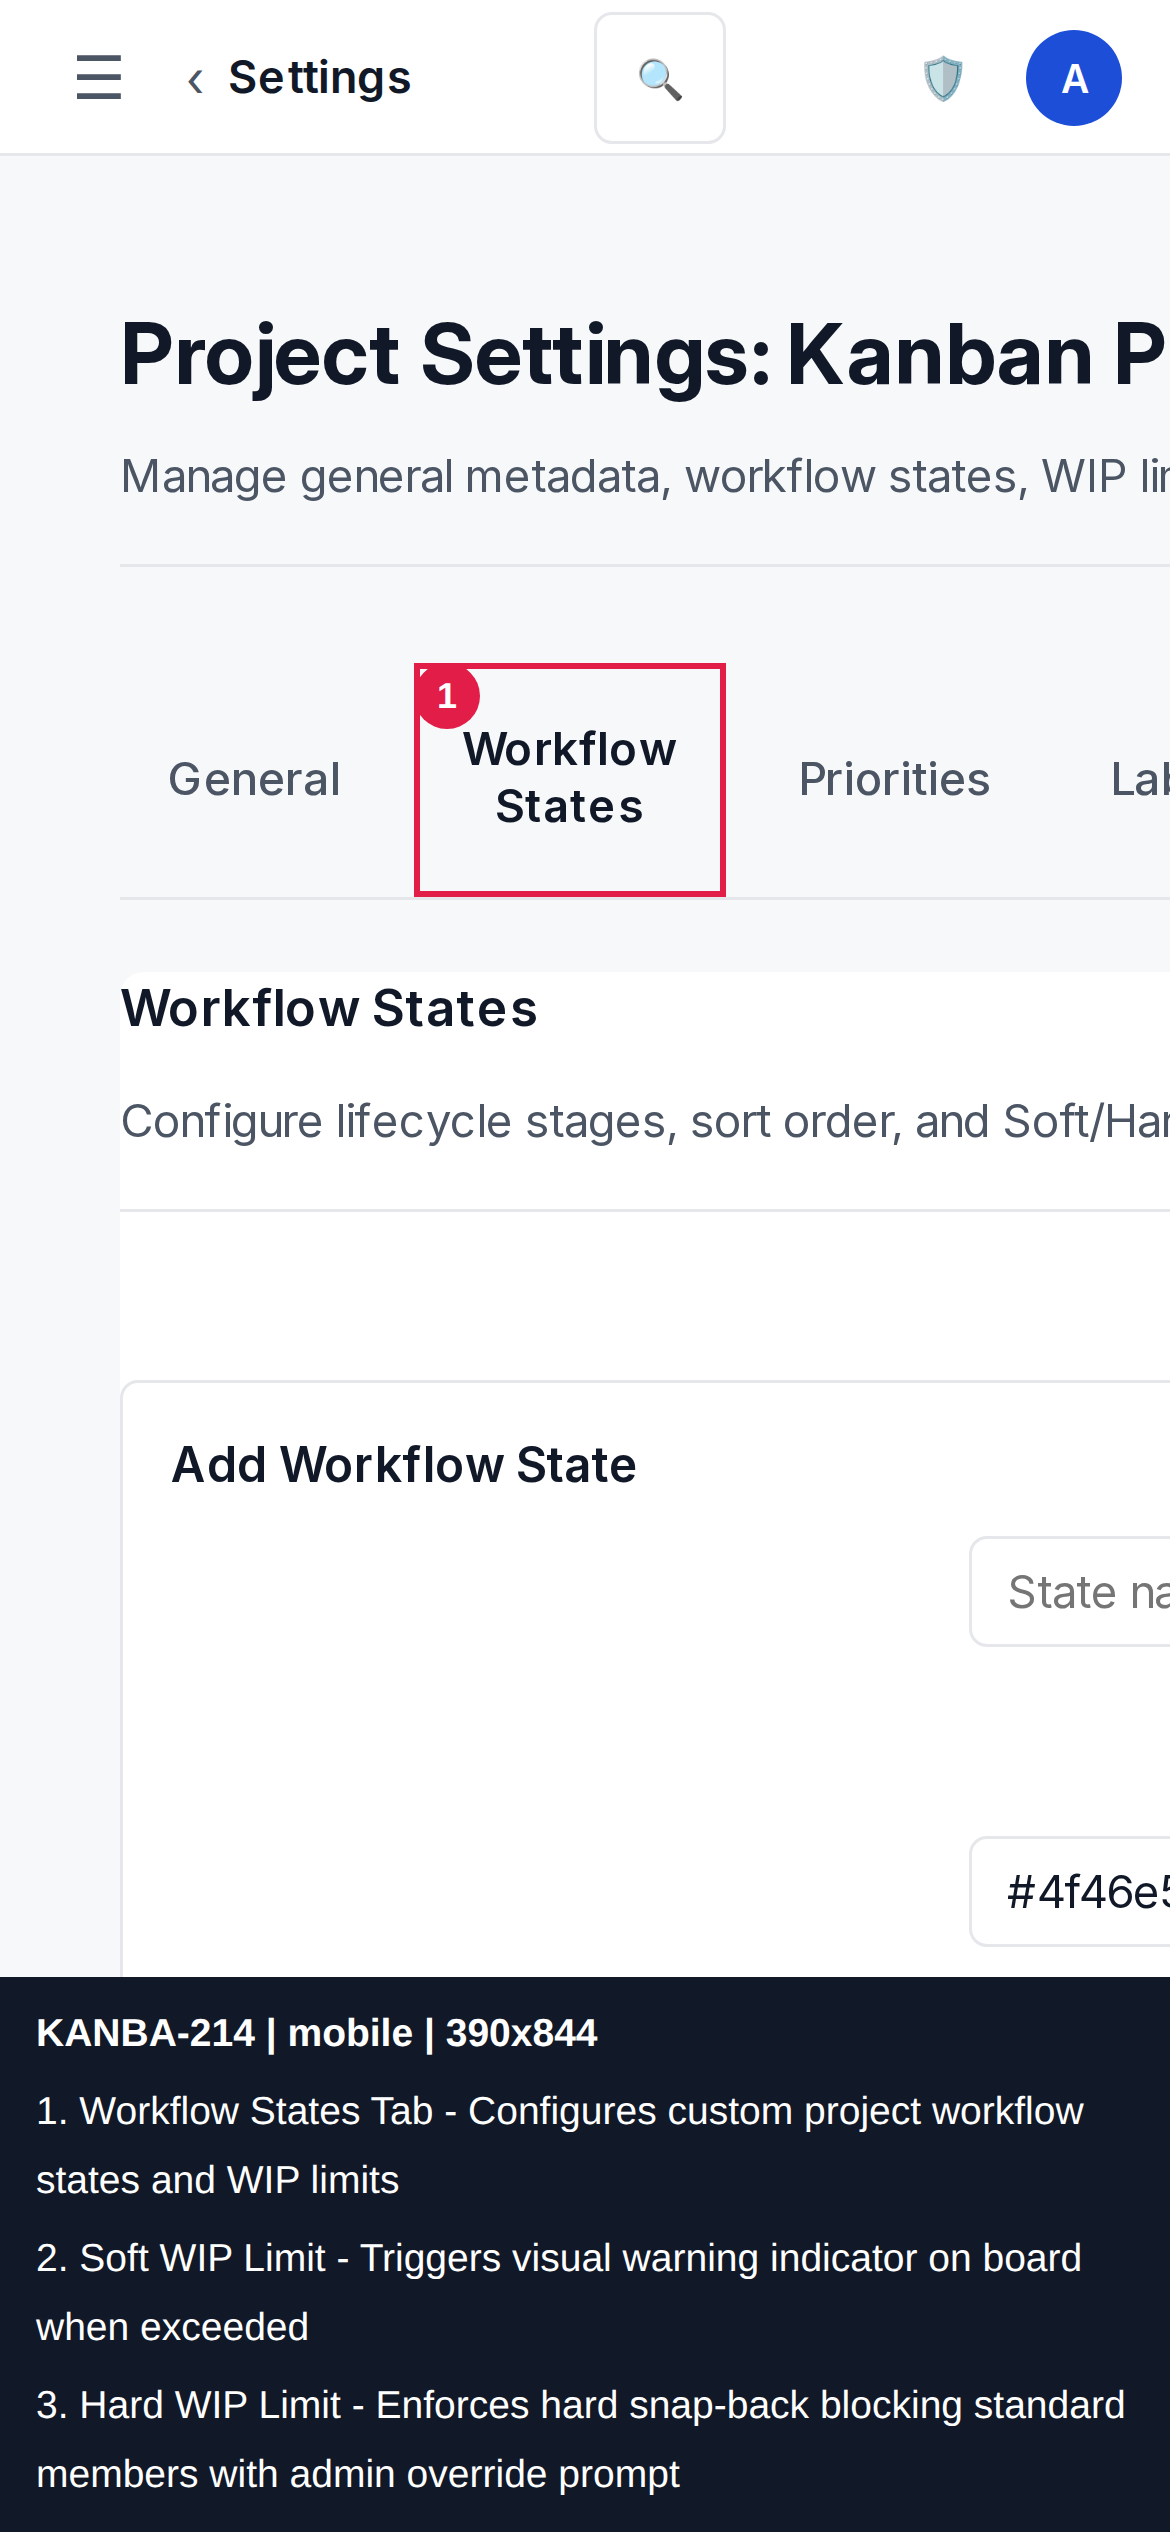 ☰ ‹ Settings 🔍 🛡️ A
Project Settings: Kanban P
Manage general metadata, workflow states, WIP
1
General
Workflow
States
Priorities
Lab
Workflow States
Configure lifecycle stages, sort order, and Soft/Har
Add Workflow State
State na
#4f46e5
KANBA-214 | mobile | 390x844
1. Workflow States Tab - Configures custom project workflow
states and WIP limits
2. Soft WIP Limit - Triggers visual warning indicator on board
when exceeded
3. Hard WIP Limit - Enforces hard snap-back blocking standard
members with admin override prompt